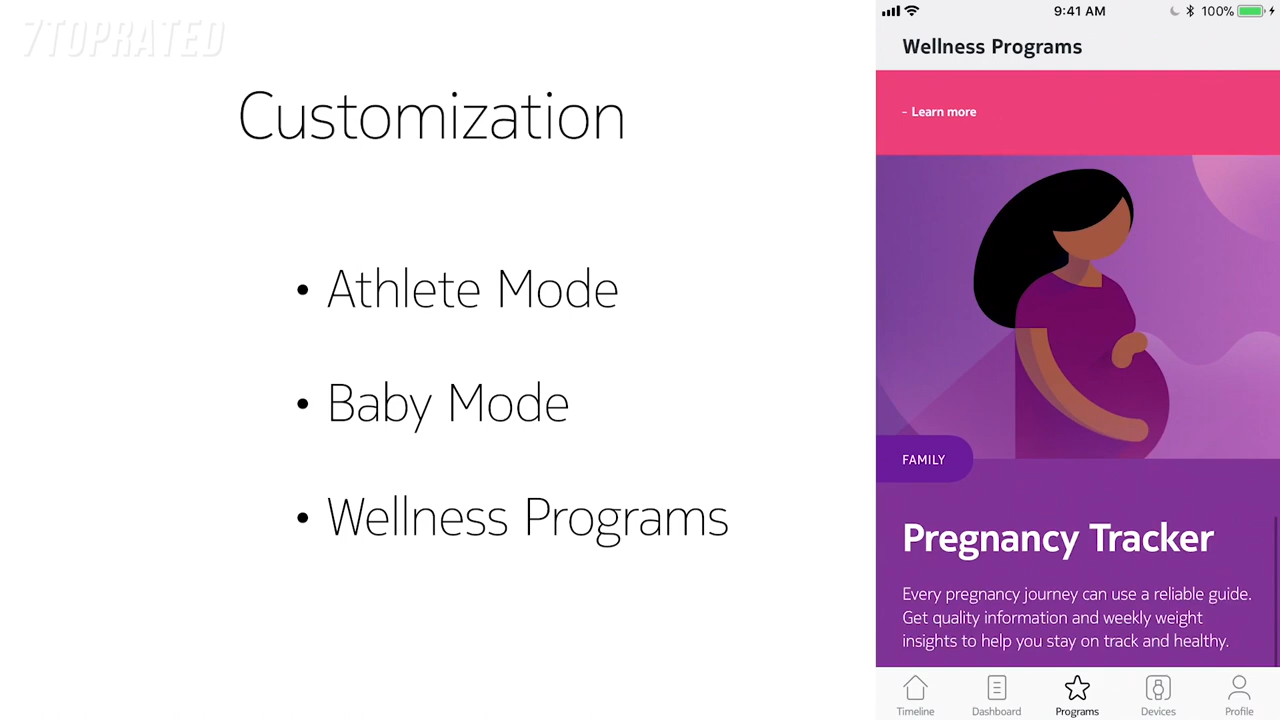 7TOPRATED
Customization
• Athlete Mode
• Baby Mode
• Wellness Programs
9:41 AM
100%
Wellness Programs
- Learn more
FAMILY
Pregnancy Tracker
Every pregnancy journey can use a reliable guide.
Get quality information and weekly weight
insights to help you stay on track and healthy.
Timeline
Dashboard
Programs
Devices
Profile